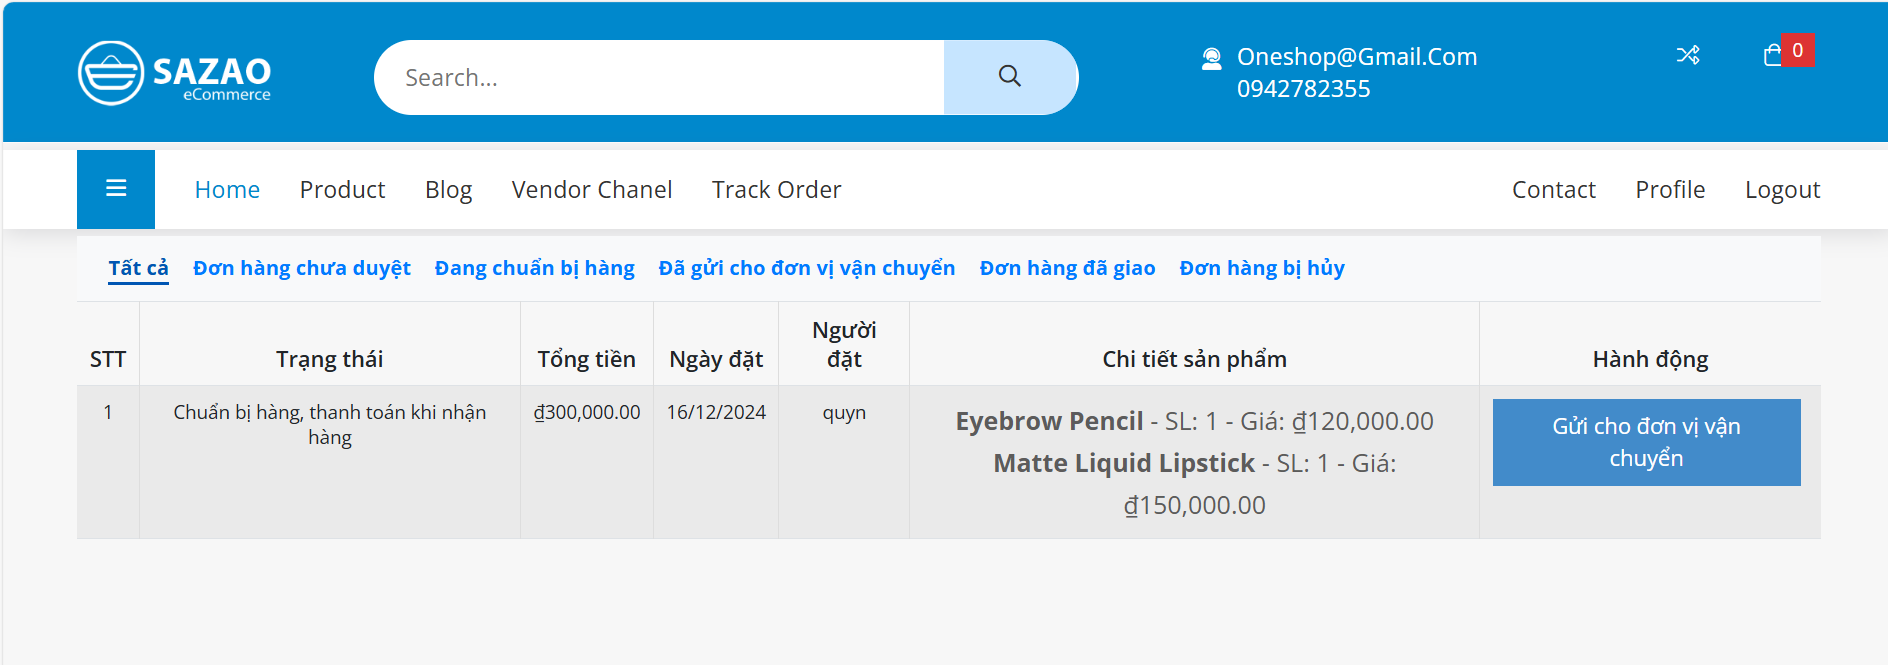 SAZAO
eCommerce
Search...
Oneshop@Gmail.Com
0942782355
0
Home Product Blog Vendor Chanel Track Order Contact Profile Logout
Tất cả Đơn hàng chưa duyệt Đang chuẩn bị hàng Đã gửi cho đơn vị vận chuyển Đơn hàng đã giao Đơn hàng bị hủy
STT Trạng thái Tổng tiền Ngày đặt Người đặt Chi tiết sản phẩm Hành động
1
Chuẩn bị hàng, thanh toán khi nhận
hàng
₫300,000.00
16/12/2024
quyn
Eyebrow Pencil - SL: 1 - Giá: ₫120,000.00
Matte Liquid Lipstick - SL: 1 - Giá:
₫150,000.00
Gửi cho đơn vị vận
chuyển